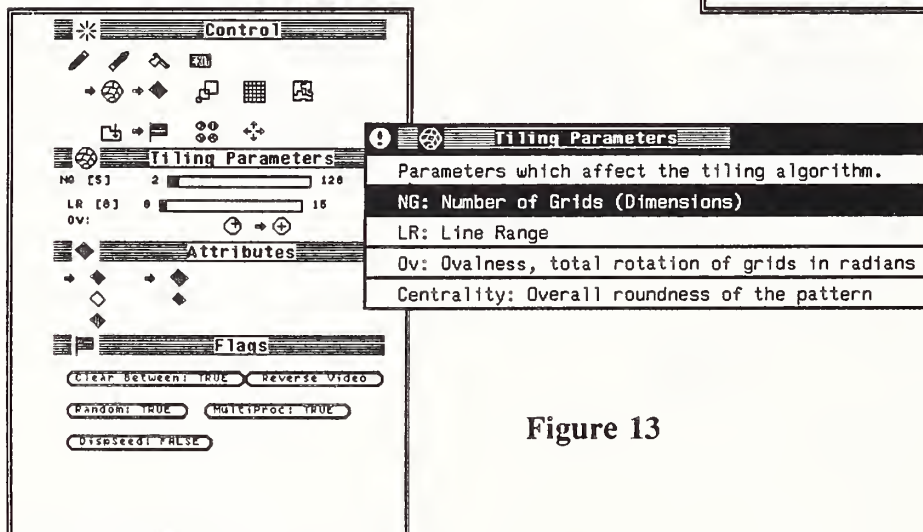 Control
Tiling Parameters
NG [5] 2 128
LR [0] 0 15
Ov:
Attributes
Flags
Clear Between: TRUE Reverse Video
Random: TRUE MultiProc: TRUE
DispSeed: FALSE
Tiling Parameters
Parameters which affect the tiling algorithm.
NG: Number of Grids (Dimensions)
LR: Line Range
Ov: Ovalness, total rotation of grids in radians
Centrality: Overall roundness of the pattern
Figure 13